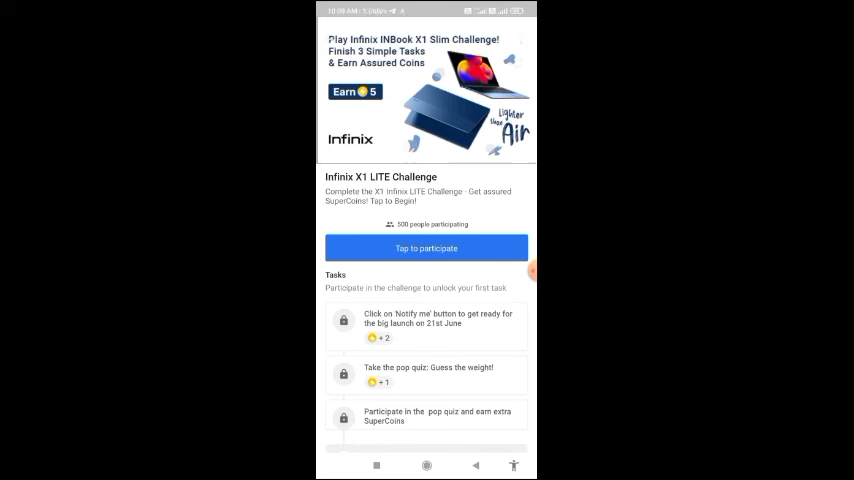 10:09 AM
Play Infinix INBook X1 Slim Challenge!
Finish 3 Simple Tasks
& Earn Assured Coins
Earn 5
Lighter
than Air
Infinix
Infinix X1 LITE Challenge
Complete the X1 Infinix LITE Challenge - Get assured
SuperCoins! Tap to Begin!
500 people participating
Tap to participate
Tasks
Participate in the challenge to unlock your first task
Click on 'Notify me' button to get ready for
the big launch on 21st June
+ 2
Take the pop quiz: Guess the weight!
+ 1
Participate in the pop quiz and earn extra
SuperCoins